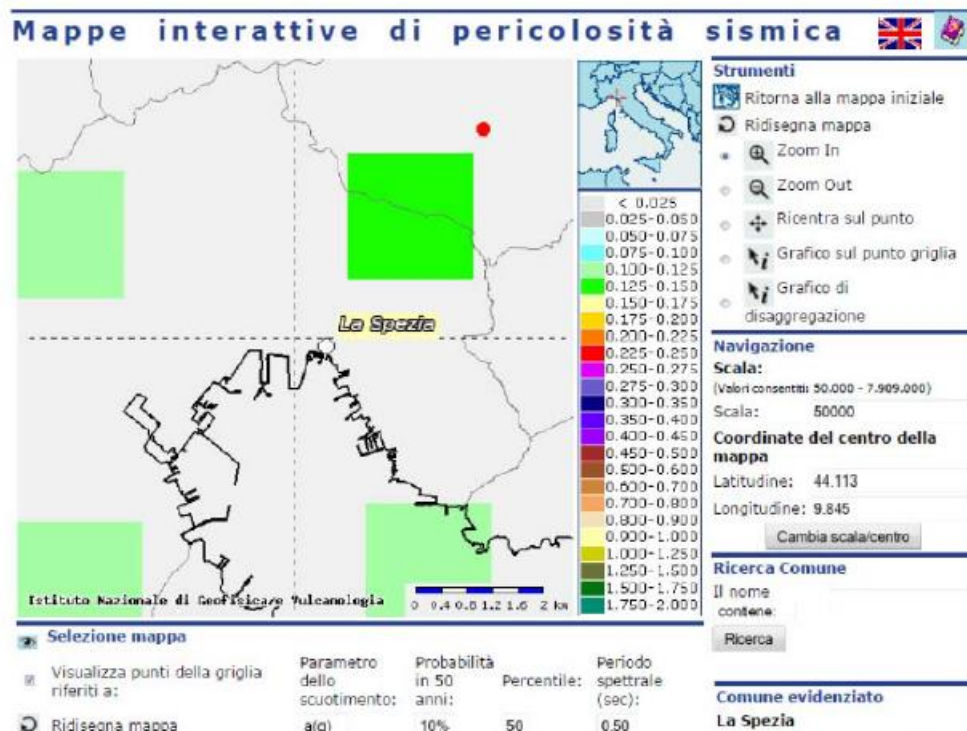 Mappe interattive di pericolosità sismica
La Spezia
Istituto Nazionale di Geofisica e Vulcanologia
0 0.4 0.8 1.2 1.6 2 km
< 0.025
0.025-0.050
0.050-0.075
0.075-0.100
0.100-0.125
0.125-0.150
0.150-0.175
0.175-0.200
0.200-0.225
0.225-0.250
0.250-0.275
0.275-0.300
0.300-0.350
0.350-0.400
0.400-0.450
0.450-0.500
0.500-0.600
0.600-0.700
0.700-0.800
0.800-0.900
0.900-1.000
1.000-1.250
1.250-1.500
1.500-1.750
1.750-2.000
Strumenti
Ritorna alla mappa iniziale
Ridisegna mappa
Zoom In
Zoom Out
Ricentra sul punto
Grafico sul punto griglia
Grafico di
disaggregazione
Navigazione
Scala:
(Valori consentiti: 50.000 - 7.909.000)
Scala: 50000
Coordinate del centro della
mappa
Latitudine: 44.113
Longitudine: 9.845
Cambia scala/centro
Ricerca Comune
Il nome
contiene:
Ricerca
Comune evidenziato
La Spezia
Selezione mappa
Visualizza punti della griglia
riferiti a:
Ridisegna mappa
Parametro
dello
scuotimento:
a(g)
Probabilità
in 50
anni:
10%
Percentile:
50
Periodo
spettrale
(sec):
0.50